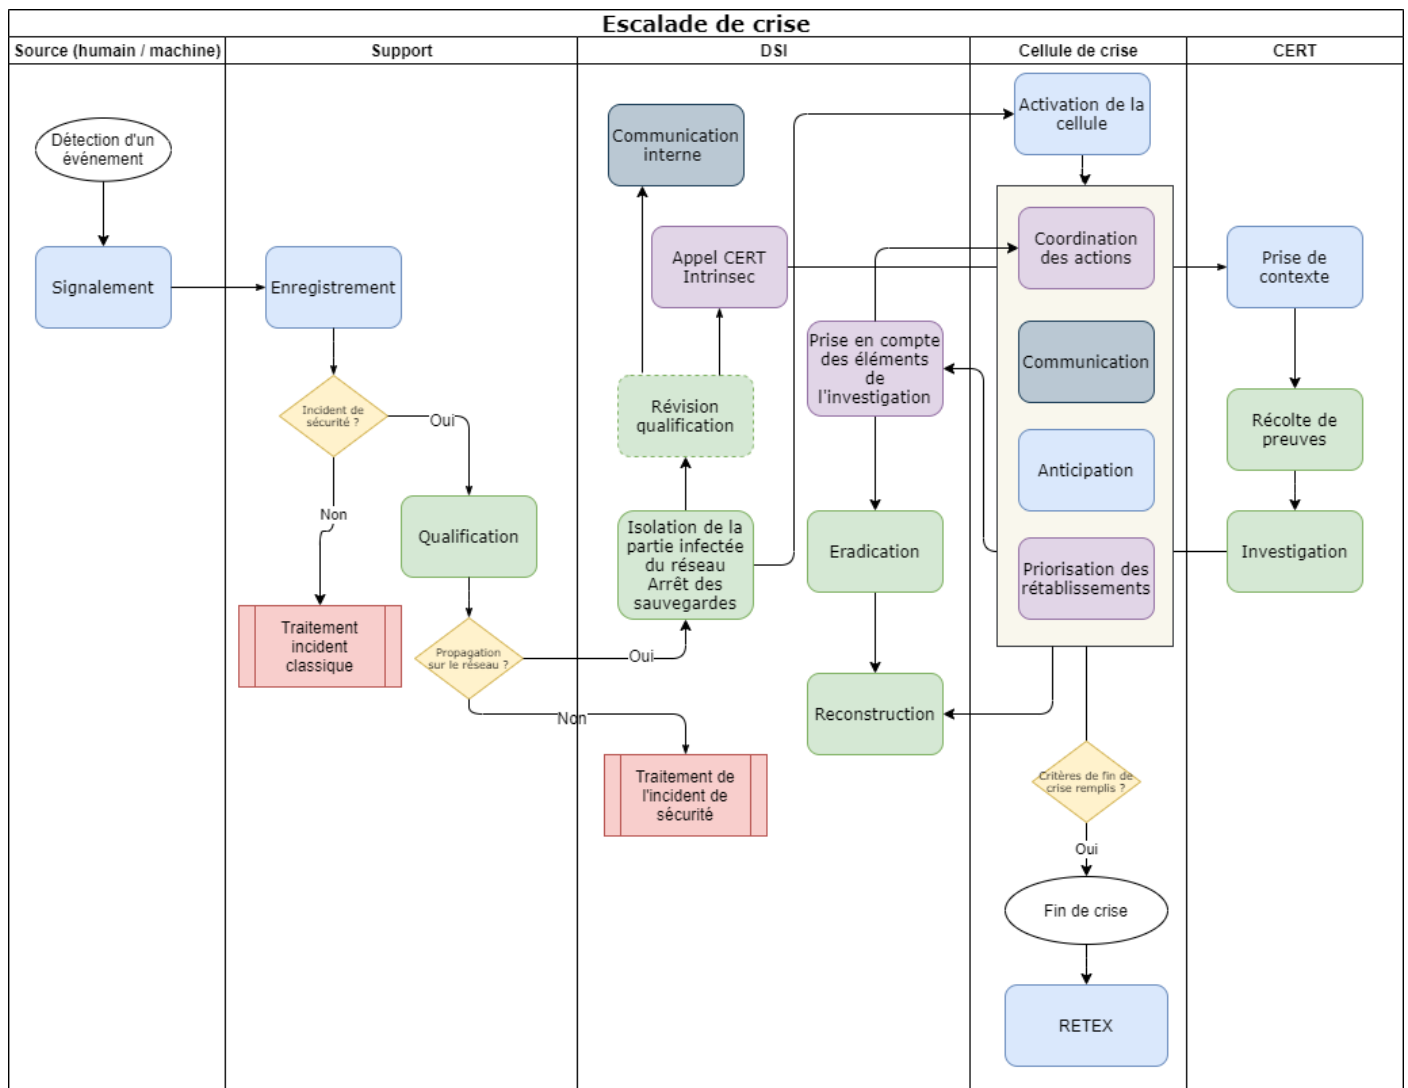 Escalade de crise
Source (humain / machine)
Support
DSI
Cellule de crise
CERT
Détection d'un
événement
Signalement
Enregistrement
Incident de
sécurité ?
Oui
Non
Qualification
Traitement
incident
classique
Propagation
sur le réseau ?
Oui
Non
Communication
interne
Appel CERT
Intrinsec
Révision
qualification
Isolation de la
partie infectée
du réseau
Arrêt des
sauvegardes
Traitement de
l'incident de
sécurité
Prise en compte
des éléments
de
l'investigation
Eradication
Reconstruction
Activation de la
cellule
Coordination
des actions
Communication
Anticipation
Priorisation des
rétablissements
Critères de fin de
crise remplis ?
Oui
Fin de crise
RETEX
Prise de
contexte
Récolte de
preuves
Investigation